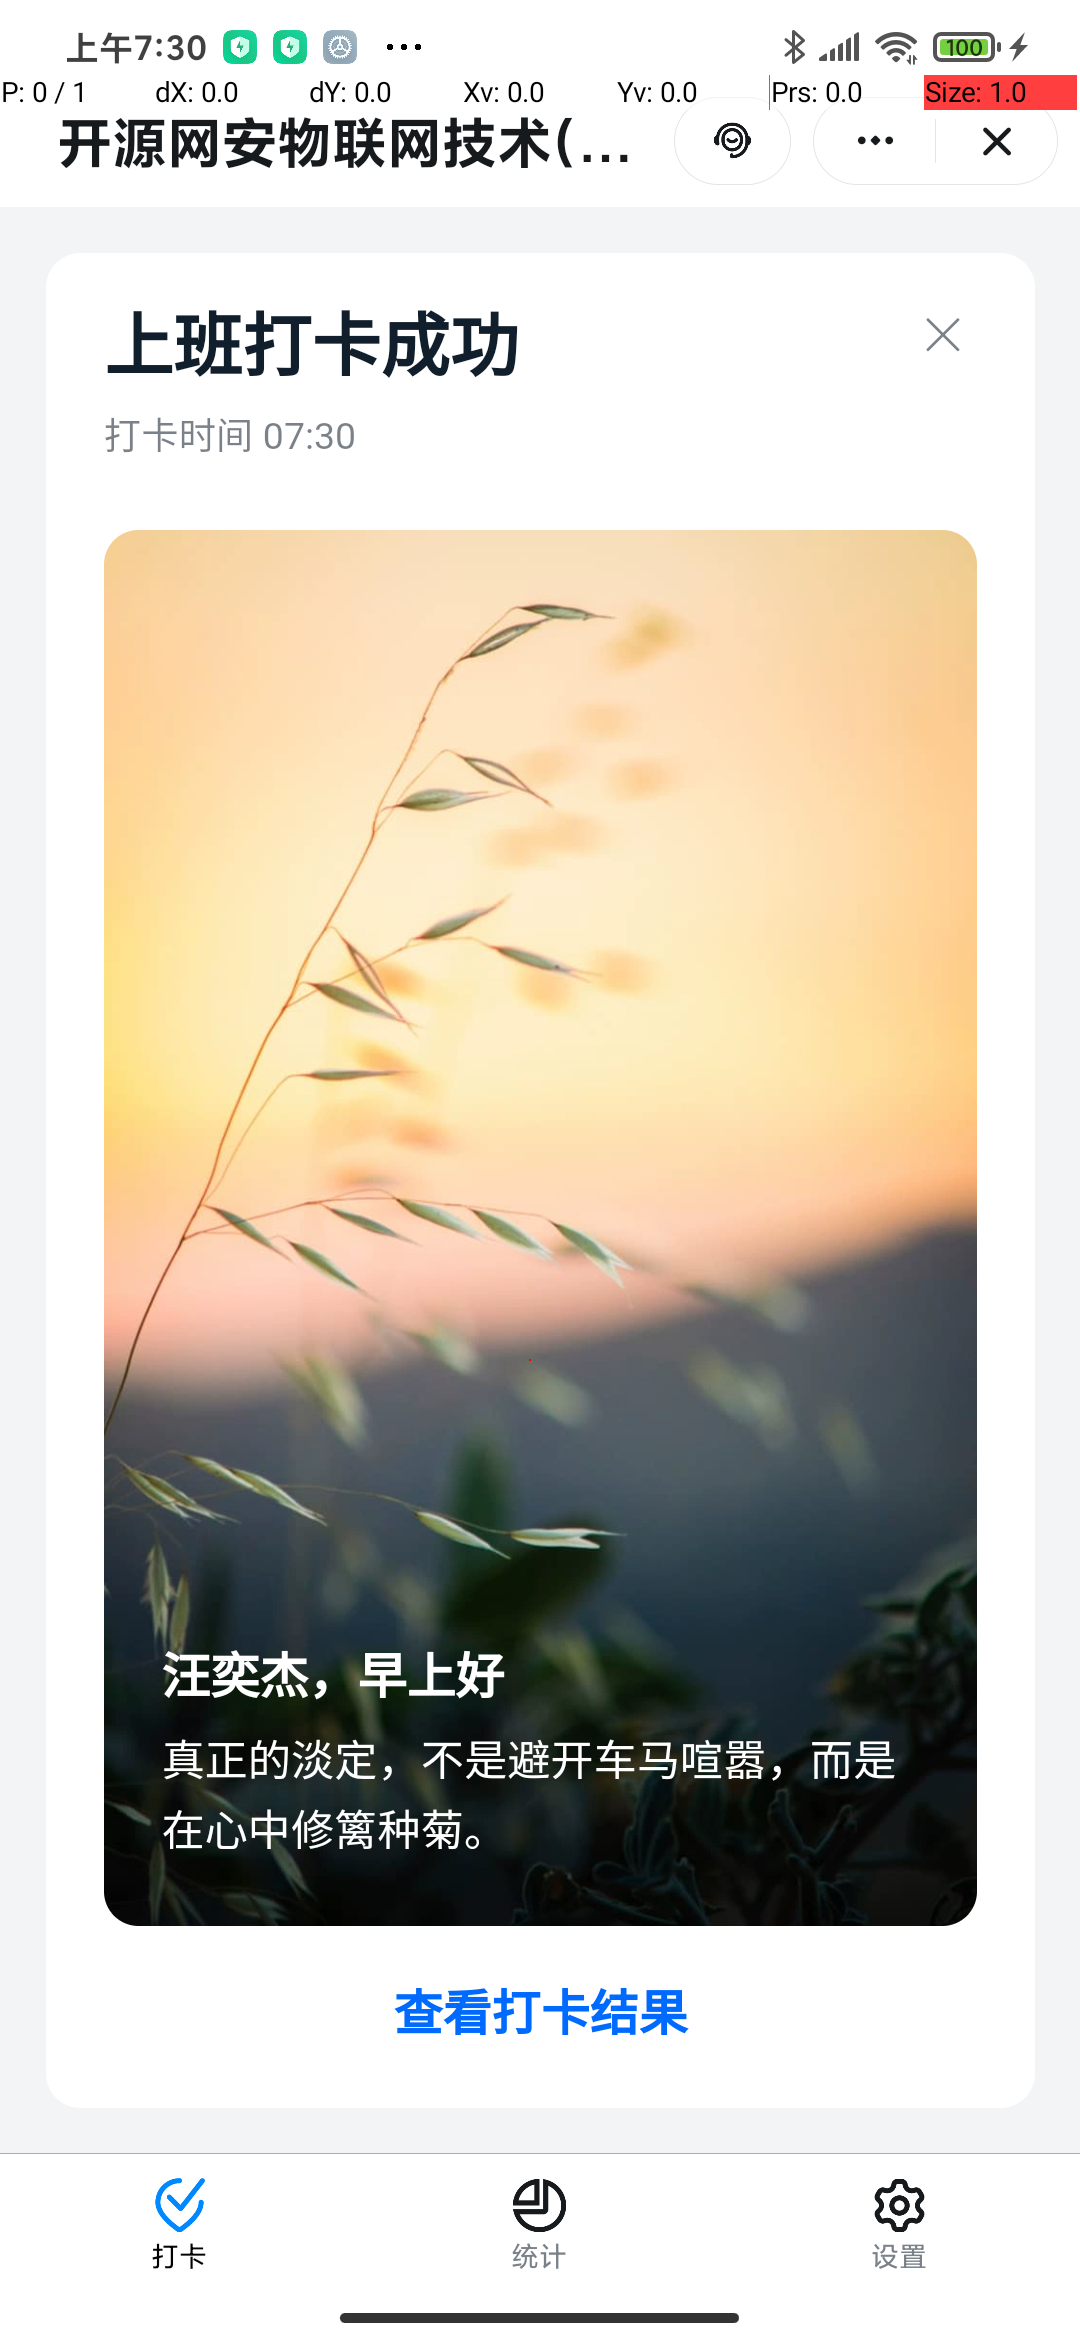 上午7:30
100
P: 0 / 1 dX: 0.0 dY: 0.0 Xv: 0.0 Yv: 0.0 Prs: 0.0 Size: 1.0
开源网安物联网技术(...
上班打卡成功
打卡时间 07:30
汪奕杰，早上好
真正的淡定，不是避开车马喧嚣，而是
在心中修篱种菊。
查看打卡结果
打卡 统计 设置